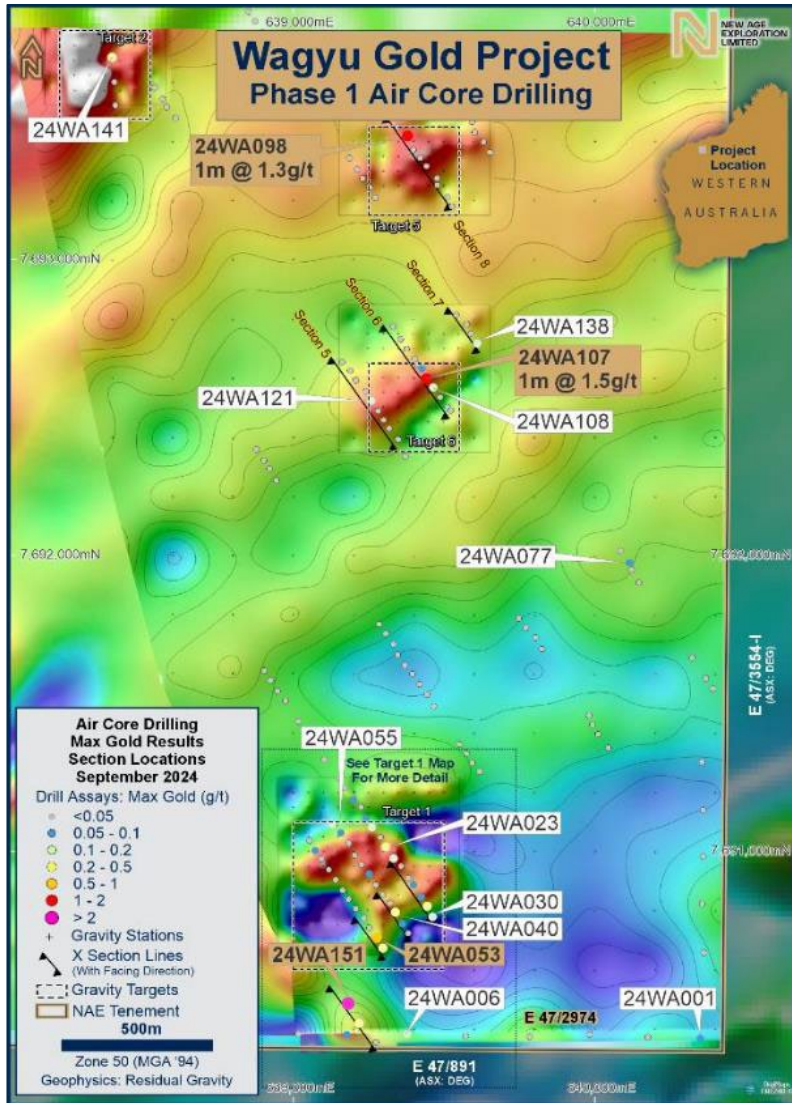 639,000mE
640,000mE
NEW AGE
EXPLORATION
LIMITED
N
Target 2
Wagyu Gold Project
Phase 1 Air Core Drilling
24WA141
24WA098
1m @ 1.3g/t
Project
Location
WESTERN
AUSTRALIA
Target 5
Section 8
7,693,000mN
Section 7
Section 6
Section 5
24WA138
24WA107
1m @ 1.5g/t
24WA121
24WA108
Target 6
7,692,000mN
24WA077
7,692,000mN
E 47/3554-I
(ASX: DEG)
Air Core Drilling
Max Gold Results
Section Locations
September 2024
Drill Assays: Max Gold (g/t)
<0.05
0.05 - 0.1
0.1 - 0.2
0.2 - 0.5
0.5 - 1
1 - 2
> 2
Gravity Stations
X Section Lines
(With Facing Direction)
Gravity Targets
NAE Tenement
500m
Zone 50 (MGA '94)
Geophysics: Residual Gravity
24WA055
See Target 1 Map
For More Detail
Target 1
24WA023
7,691,000mN
24WA030
24WA040
24WA151
24WA053
24WA006
24WA001
E 47/2974
E 47/891
(ASX: DEG)
639,000mE
640,000mE